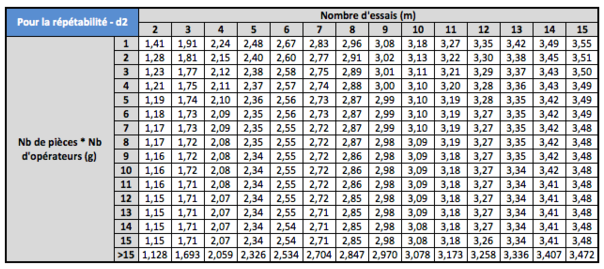 Pour la répétabilité - d2 Nombre d'essais (m)
2 3 4 5 6 7 8 9 10 11 12 13 14 15
Nb de pièces * Nb d'opérateurs (g)
1 1,41 1,91 2,24 2,48 2,67 2,83 2,96 3,08 3,18 3,27 3,35 3,42 3,49 3,55
2 1,28 1,81 2,15 2,40 2,60 2,77 2,91 3,02 3,13 3,22 3,30 3,38 3,45 3,51
3 1,23 1,77 2,12 2,38 2,58 2,75 2,89 3,01 3,11 3,21 3,29 3,37 3,43 3,50
4 1,21 1,75 2,11 2,37 2,57 2,74 2,88 3,00 3,10 3,20 3,28 3,36 3,43 3,49
5 1,19 1,74 2,10 2,36 2,56 2,73 2,87 2,99 3,10 3,19 3,28 3,35 3,42 3,49
6 1,18 1,73 2,09 2,35 2,56 2,73 2,87 2,99 3,10 3,19 3,27 3,35 3,42 3,49
7 1,17 1,73 2,09 2,35 2,55 2,72 2,87 2,99 3,10 3,19 3,27 3,35 3,42 3,48
8 1,17 1,72 2,08 2,35 2,55 2,72 2,87 2,98 3,09 3,19 3,27 3,35 3,42 3,48
9 1,16 1,72 2,08 2,34 2,55 2,72 2,86 2,98 3,09 3,18 3,27 3,35 3,42 3,48
10 1,16 1,72 2,08 2,34 2,55 2,72 2,86 2,98 3,09 3,18 3,27 3,34 3,41 3,48
11 1,16 1,71 2,08 2,34 2,55 2,72 2,86 2,98 3,09 3,18 3,27 3,34 3,41 3,48
12 1,15 1,71 2,07 2,34 2,55 2,72 2,85 2,98 3,09 3,18 3,27 3,34 3,41 3,48
13 1,15 1,71 2,07 2,34 2,55 2,71 2,85 2,98 3,09 3,18 3,27 3,34 3,41 3,48
14 1,15 1,71 2,07 2,34 2,54 2,71 2,85 2,98 3,08 3,18 3,27 3,34 3,41 3,48
15 1,15 1,71 2,07 2,34 2,54 2,71 2,85 2,98 3,08 3,18 3,26 3,34 3,41 3,48
>15 1,128 1,693 2,059 2,326 2,534 2,704 2,847 2,970 3,078 3,173 3,258 3,336 3,407 3,472